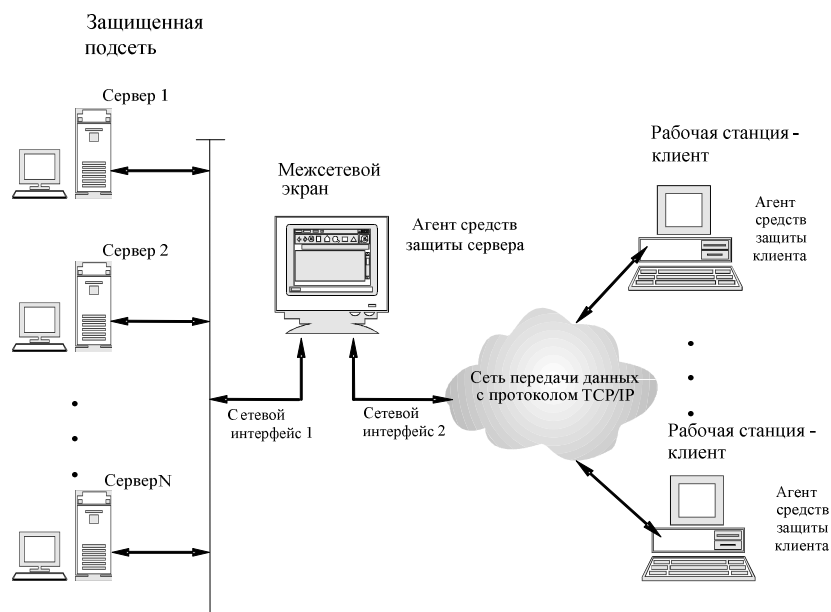 Защищенная
подсеть
Сервер 1
Сервер 2
СерверN
Межсетевой
экран
Агент средств
защиты сервера
Сетевой
интерфейс 1
Сетевой
интерфейс 2
Сеть передачи данных
с протоколом TCP/IP
Рабочая станция -
клиент
Агент
средств
защиты
клиента
Рабочая станция -
клиент
Агент
средств
защиты
клиента